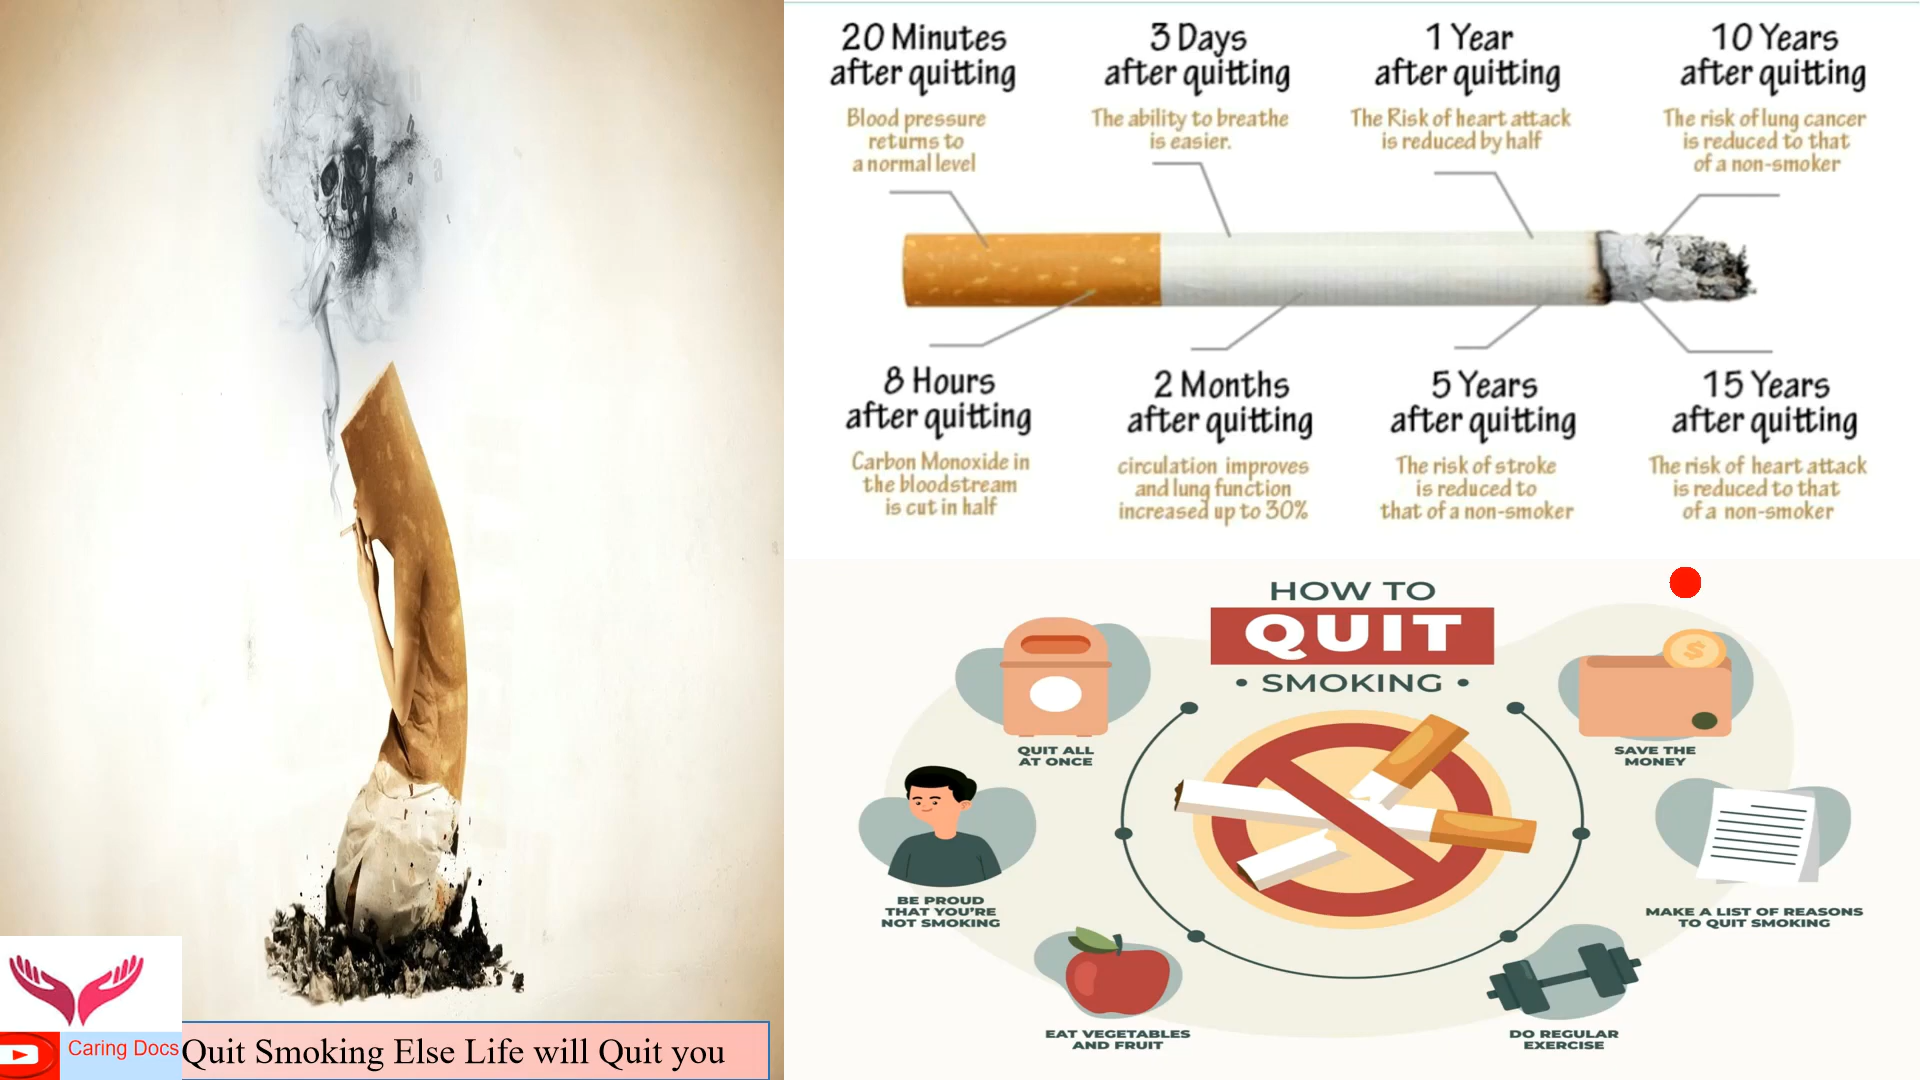 20 Minutes
after quitting
Blood pressure
returns to
a normal level
3 Days
after quitting
The ability to breathe
is easier.
1 Year
after quitting
The Risk of heart attack
is reduced by half
10 Years
after quitting
The risk of lung cancer
is reduced to that
of a non-smoker
8 Hours
after quitting
Carbon Monoxide in
the bloodstream
is cut in half
2 Months
after quitting
circulation improves
and lung function
increased up to 30%
5 Years
after quitting
The risk of stroke
is reduced to
that of a non-smoker
15 Years
after quitting
The risk of heart attack
is reduced to that
of a non-smoker
HOW TO
QUIT
• SMOKING •
QUIT ALL
AT ONCE
SAVE THE
MONEY
BE PROUD
THAT YOU'RE
NOT SMOKING
MAKE A LIST OF REASONS
TO QUIT SMOKING
EAT VEGETABLES
AND FRUIT
DO REGULAR
EXERCISE
$
Caring Docs
Quit Smoking Else Life will Quit you